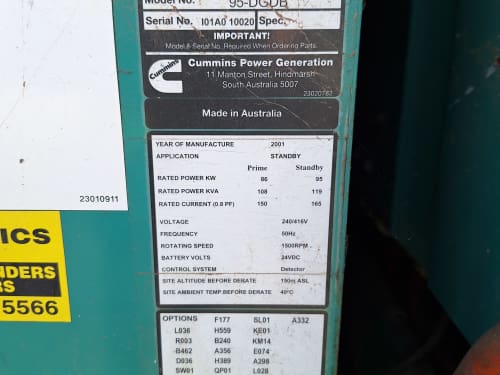 Model No. 95-DGDB
Serial No. I01A0 10020 Spec.
IMPORTANT!
Model & Serial No. Required When Ordering Parts.
Cummins Power Generation
11 Manton Street, Hindmarsh
South Australia 5007
Cummins
23020762
Made in Australia
YEAR OF MANUFACTURE 2001
APPLICATION STANDBY
Prime Standby
RATED POWER KW 86 95
RATED POWER KVA 108 119
RATED CURRENT (0.8 PF) 150 165
VOLTAGE 240/416V
FREQUENCY 50Hz
ROTATING SPEED 1500RPM
BATTERY VOLTS 24VDC
CONTROL SYSTEM Detector
SITE ALTITUDE BEFORE DERATE 150m ASL
SITE AMBIENT TEMP.BEFORE DERATE 40°C
OPTIONS F177 SL01 A332
L036 H559 KE01
R003 B240 KM14
B462 A356 E074
D036 H389 A398
SW01 QP01 L028
23010911
ICS
NDERS
RS
5566